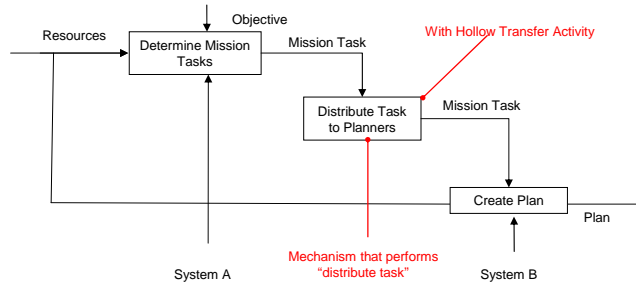 Objective
Resources
Determine Mission
Tasks
Mission Task
With Hollow Transfer Activity
Distribute Task
to Planners
Mission Task
Create Plan
Plan
Mechanism that performs
“distribute task”
System A
System B